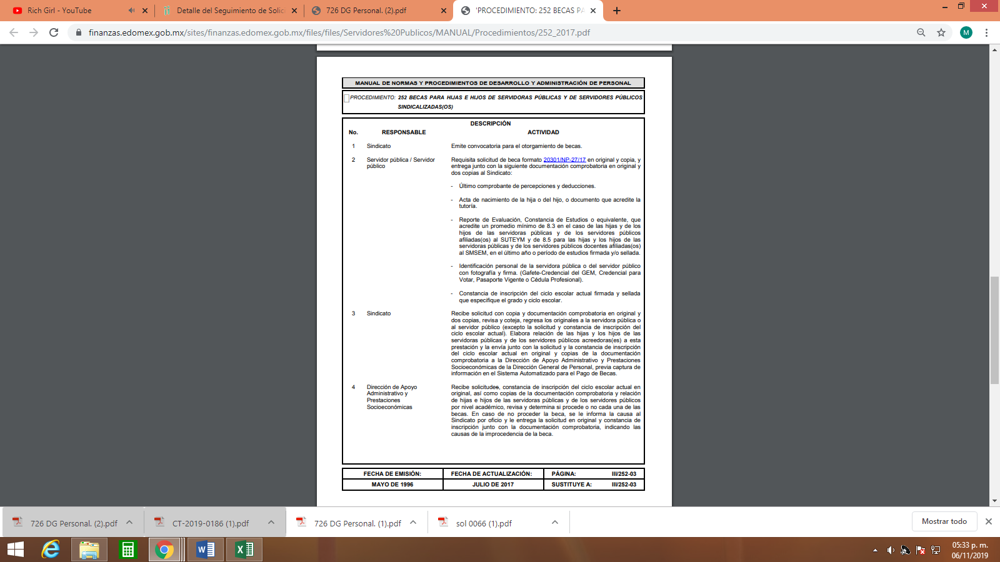 Rich Girl - YouTube
Detalle del Seguimiento de Solici
726 DG Personal. (2).pdf
'PROCEDIMIENTO: 252 BECAS PA
finanzas.edomex.gob.mx/sites/finanzas.edomex.gob.mx/files/files/Servidores%20Publicos/MANUAL/Procedimientos/252_2017.pdf
M
MANUAL DE NORMAS Y PROCEDIMIENTOS DE DESARROLLO Y ADMINISTRACIÓN DE PERSONAL
PROCEDIMIENTO: 252 BECAS PARA HIJAS E HIJOS DE SERVIDORAS PÚBLICAS Y DE SERVIDORES PÚBLICOS
SINDICALIZADAS(OS)
DESCRIPCIÓN
No. RESPONSABLE ACTIVIDAD
1 Sindicato Emite convocatoria para el otorgamiento de becas.
2 Servidor pública / Servidor Requisita solicitud de beca formato 20301/NP-27/17 en original y copia, y
público entrega junto con la siguiente documentación comprobatoria en original y
dos copias al Sindicato:
- Último comprobante de percepciones y deducciones.
- Acta de nacimiento de la hija o del hijo, o documento que acredite la
tutoría.
- Reporte de Evaluación, Constancia de Estudios o equivalente, que
acredite un promedio mínimo de 8.3 en el caso de las hijas y de los
hijos de las servidoras públicas y de los servidores públicos
afiliadas(os) al SUTEYM y de 8.5 para las hijas y los hijos de las
servidoras públicas y de los servidores públicos docentes afiliadas(os)
al SMSEM, en el último año o período de estudios firmada y/o sellada.
- Identificación personal de la servidora pública o del servidor público
con fotografía y firma. (Gafete-Credencial del GEM, Credencial para
Votar, Pasaporte Vigente o Cédula Profesional).
- Constancia de inscripción del ciclo escolar actual firmada y sellada
que especifique el grado y ciclo escolar.
3 Sindicato Recibe solicitud con copia y documentación comprobatoria en original y
dos copias, revisa y coteja, regresa los originales a la servidora pública o
al servidor público (excepto la solicitud y constancia de inscripción del
ciclo escolar actual). Elabora relación de las hijas y los hijos de las
servidoras públicas y de los servidores públicos acreedoras(es) a esta
prestación y la envía junto con la solicitud y la constancia de inscripción
del ciclo escolar actual en original y copias de la documentación
comprobatoria a la Dirección de Apoyo Administrativo y Prestaciones
Socioeconómicas de la Dirección General de Personal, previa captura de
información en el Sistema Automatizado para el Pago de Becas.
4 Dirección de Apoyo Recibe solicitudes, constancia de inscripción del ciclo escolar actual en
Administrativo y original, así como copias de la documentación comprobatoria y relación
Prestaciones de hijas e hijos de las servidoras públicas y de los servidores públicos
Socioeconómicas por nivel académico, revisa y determina si procede o no cada una de las
becas. En caso de no proceder la beca, se le informa la causa al
Sindicato por oficio y le entrega la solicitud en original y constancia de
inscripción junto con la documentación comprobatoria, indicando las
causas de la improcedencia de la beca.
FECHA DE EMISIÓN: FECHA DE ACTUALIZACIÓN: PÁGINA: III/252-03
MAYO DE 1996 JULIO DE 2017 SUSTITUYE A: III/252-03
726 DG Personal. (2).pdf
CT-2019-0186 (1).pdf
726 DG Personal. (1).pdf
sol 0066 (1).pdf
Mostrar todo
05:33 p. m.
06/11/2019